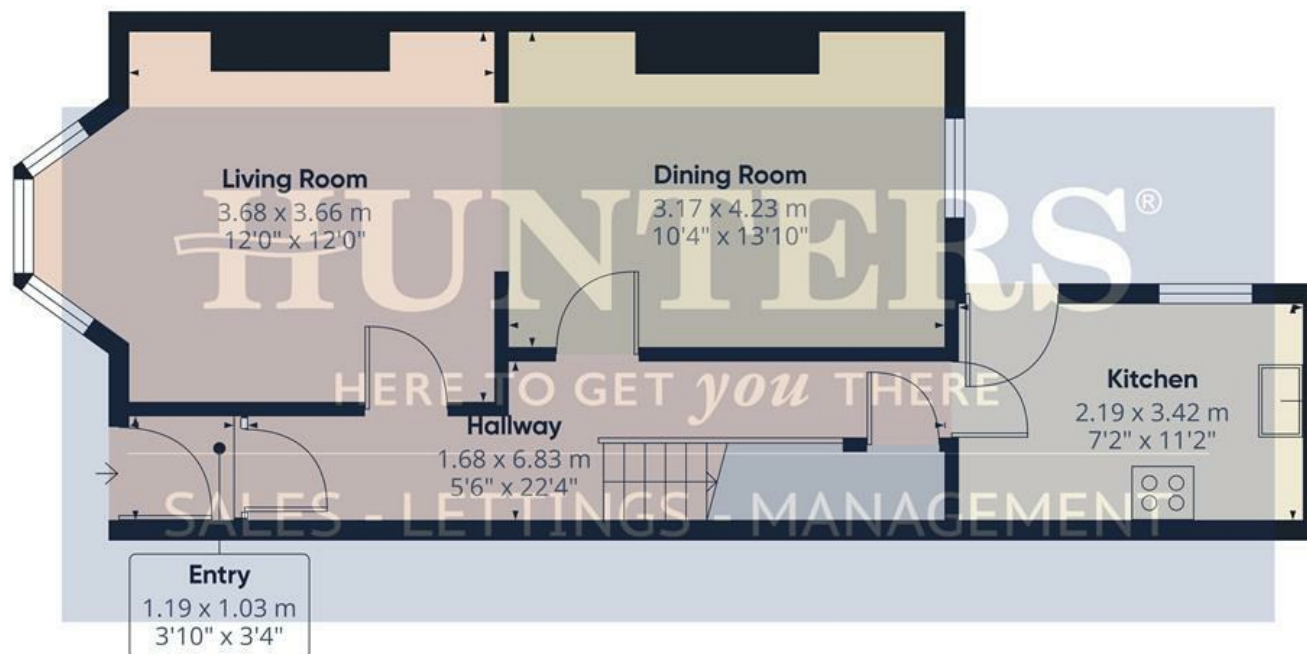 Living Room
3.68 x 3.66 m
12'0" x 12'0"
Dining Room
3.17 x 4.23 m
10'4" x 13'10"
HUNTERS®
HERE TO GET you THERE
Kitchen
2.19 x 3.42 m
7'2" x 11'2"
Hallway
1.68 x 6.83 m
5'6" x 22'4"
SALES - LETTINGS - MANAGEMENT
Entry
1.19 x 1.03 m
3'10" x 3'4"